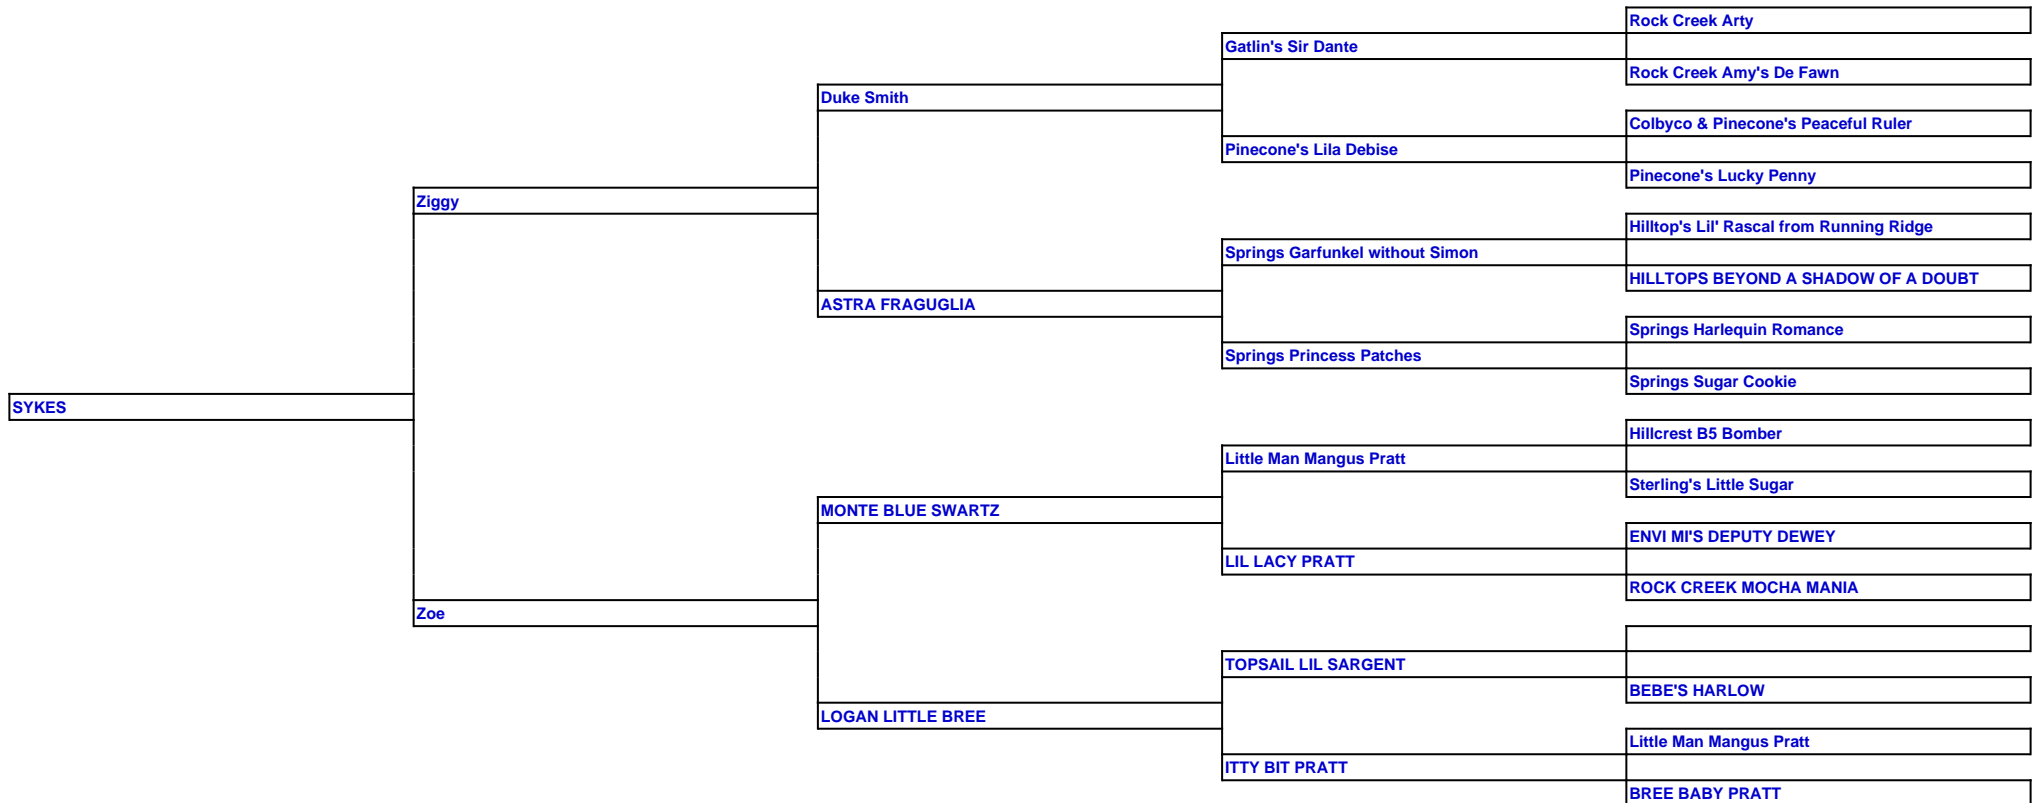 Rock Creek Arty
Gatlin's Sir Dante
Rock Creek Amy's De Fawn
Duke Smith
Colbyco & Pinecone's Peaceful Ruler
Pinecone's Lila Debise
Pinecone's Lucky Penny
Ziggy
Hilltop's Lil' Rascal from Running Ridge
Springs Garfunkel without Simon
HILLTOPS BEYOND A SHADOW OF A DOUBT
ASTRA FRAGUGLIA
Springs Harlequin Romance
Springs Princess Patches
Springs Sugar Cookie
SYKES
Hillcrest B5 Bomber
Little Man Mangus Pratt
Sterling's Little Sugar
MONTE BLUE SWARTZ
ENVI MI'S DEPUTY DEWEY
LIL LACY PRATT
ROCK CREEK MOCHA MANIA
Zoe
TOPSAIL LIL SARGENT
BEBE'S HARLOW
LOGAN LITTLE BREE
Little Man Mangus Pratt
ITTY BIT PRATT
BREE BABY PRATT